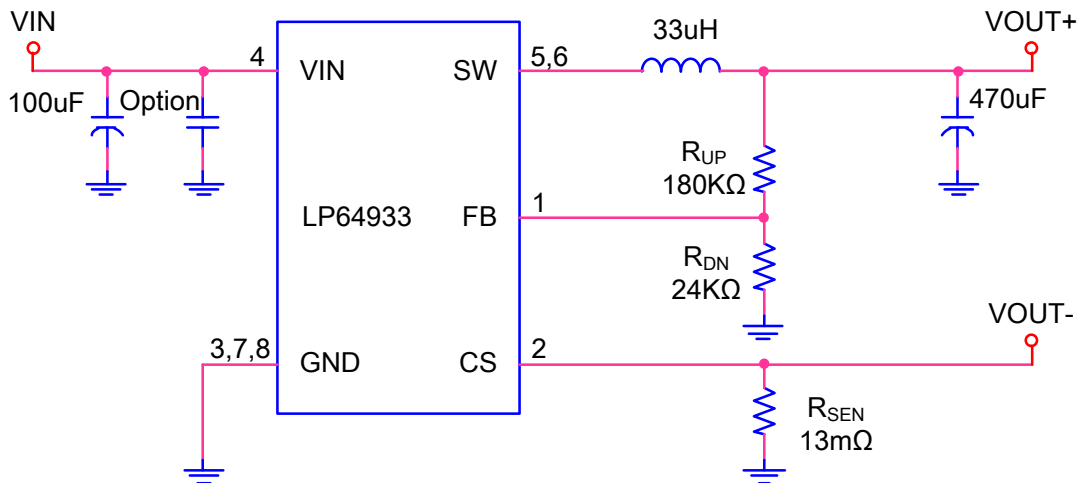 VIN
VOUT+
33uH
4
VIN
SW
5,6
100uF
Option
470uF
RUP
180KΩ
LP64933
FB
1
RDN
24KΩ
VOUT-
3,7,8
GND
CS
2
RSEN
13mΩ